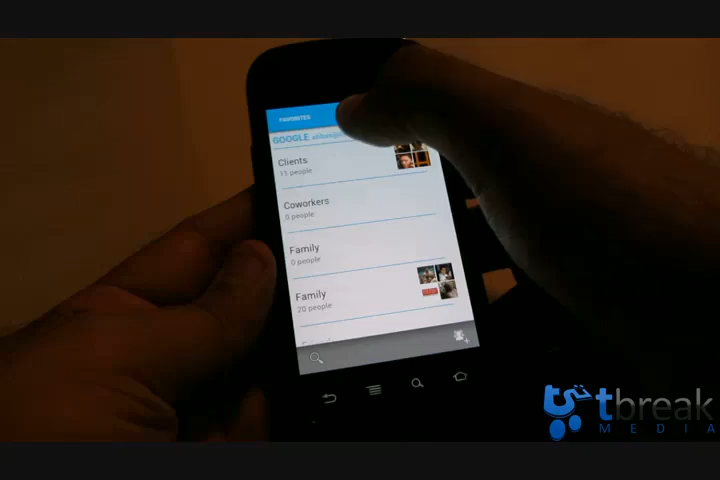 FAVORITES
GOOGLE
Clients
11 people
Coworkers
0 people
Family
0 people
Family
20 people
tbreak
MEDIA